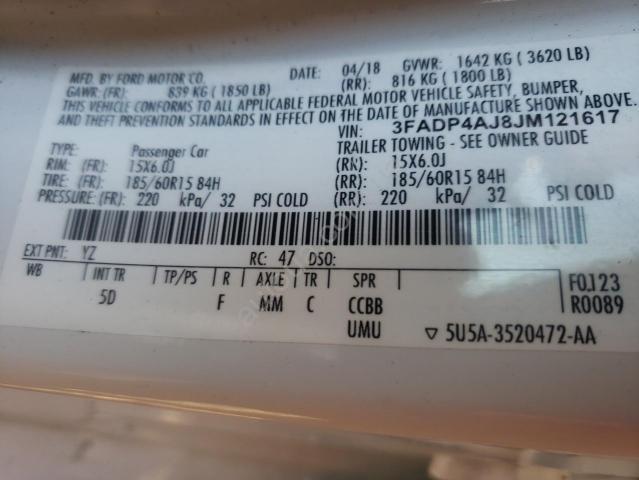 MFD. BY FORD MOTOR CO. DATE: 04/18 GVWR: 1642 KG ( 3620 LB)
GAWR: (FR): 839 KG ( 1850 LB) (RR): 816 KG ( 1800 LB)
THIS VEHICLE CONFORMS TO ALL APPLICABLE FEDERAL MOTOR VEHICLE SAFETY, BUMPER,
AND THEFT PREVENTION STANDARDS IN EFFECT ON THE DATE OF MANUFACTURE SHOWN ABOVE.
VIN: 3FADP4AJ8JM121617
TYPE: Passenger Car TRAILER TOWING - SEE OWNER GUIDE
RIM: (FR): 15X6.0J (RR): 15X6.0J
TIRE: (FR): 185/60R15 84H (RR): 185/60R15 84H
PRESSURE: (FR): 220 kPa/ 32 PSI COLD (RR): 220 kPa/ 32 PSI COLD
EXT PNT: YZ RC: 47 DSO:
WB INT TR TP/PS R AXLE TR SPR F0J23
5D F MM C CCBB R0089
UMU ▽ 5U5A-3520472-AA